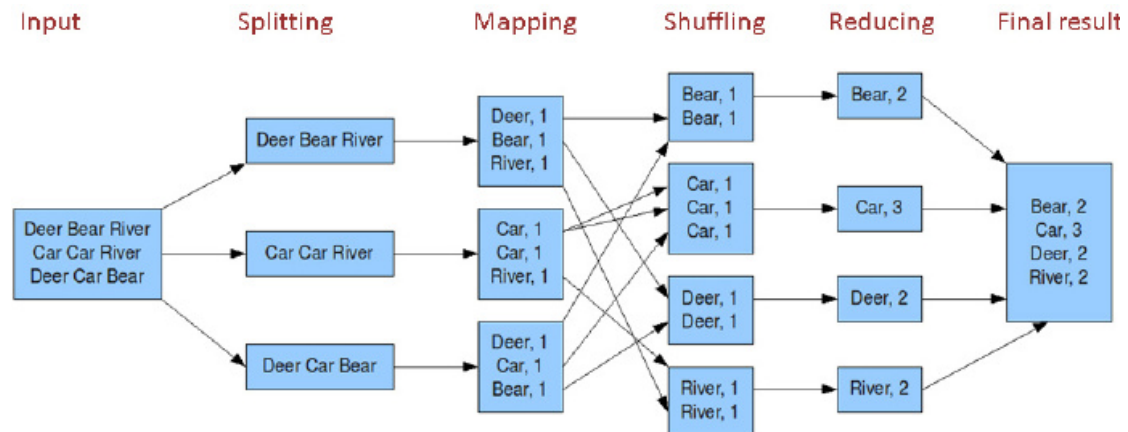 Input
Splitting
Mapping
Shuffling
Reducing
Final result
Deer Bear River
Car Car River
Deer Car Bear
Deer Bear River
Car Car River
Deer Car Bear
Deer, 1
Bear, 1
River, 1
Car, 1
Car, 1
River, 1
Deer, 1
Car, 1
Bear, 1
Bear, 1
Bear, 1
Car, 1
Car, 1
Car, 1
Deer, 1
Deer, 1
River, 1
River, 1
Bear, 2
Car, 3
Deer, 2
River, 2
Bear, 2
Car, 3
Deer, 2
River, 2